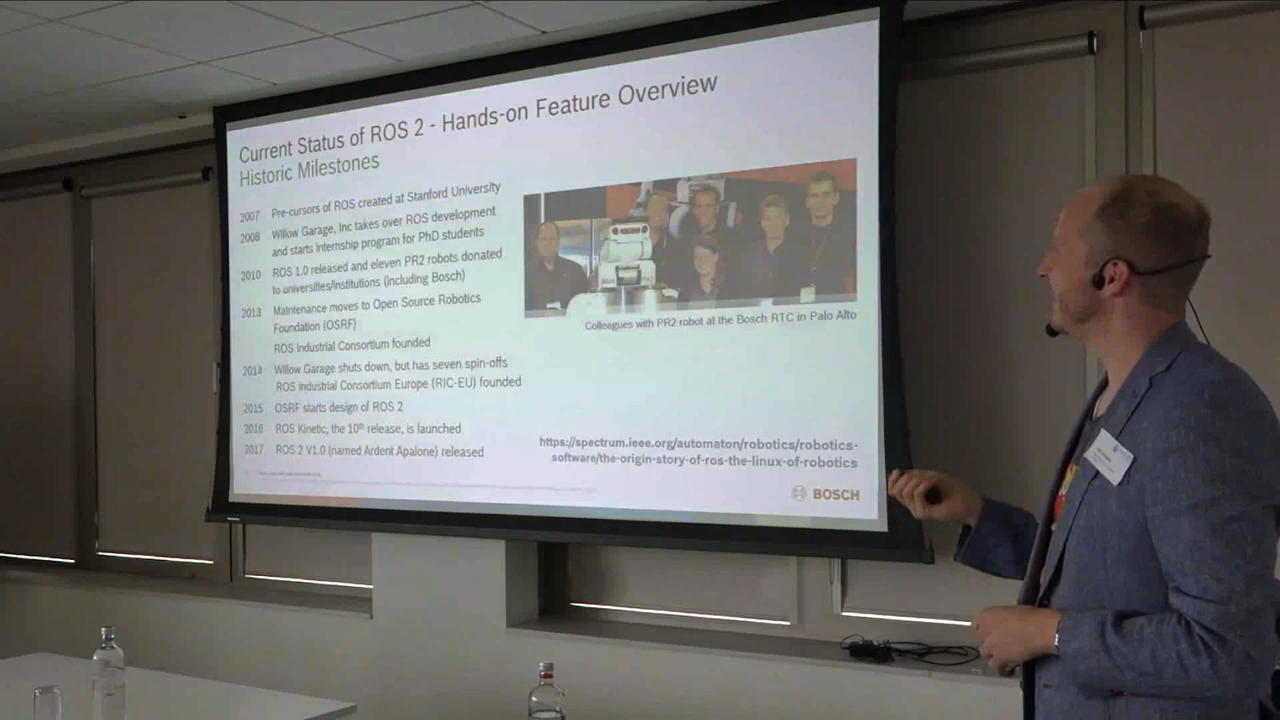 Current Status of ROS 2 - Hands-on Feature Overview
Historic Milestones
2007 Pre-cursors of ROS created at Stanford University
2008 Willow Garage, Inc takes over ROS development
and starts internship program for PhD students
2010 ROS 1.0 released and eleven PR2 robots donated
to universities/institutions (including Bosch)
2013 Maintenance moves to Open Source Robotics
Foundation (OSRF)
ROS Industrial Consortium founded
2014 Willow Garage shuts down, but has seven spin-offs
ROS Industrial Consortium Europe (RIC-EU) founded
2015 OSRF starts design of ROS 2
2016 ROS Kinetic, the 10th release, is launched
2017 ROS 2 V1.0 (named Ardent Apalone) released
Colleagues with PR2 robot at the Bosch RTC in Palo Alto
https://spectrum.ieee.org/automaton/robotics/robotics-
software/the-origin-story-of-ros-the-linux-of-robotics
BOSCH